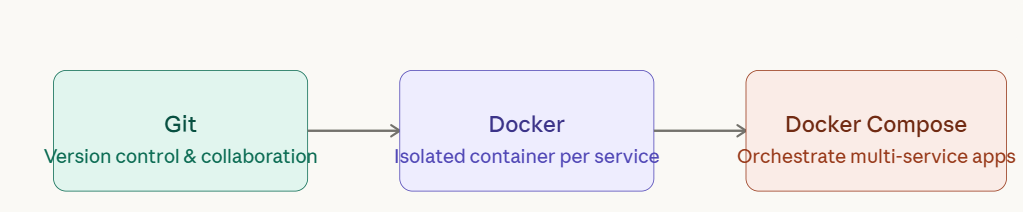 Git
Version control & collaboration
Docker
Isolated container per service
Docker Compose
Orchestrate multi-service apps